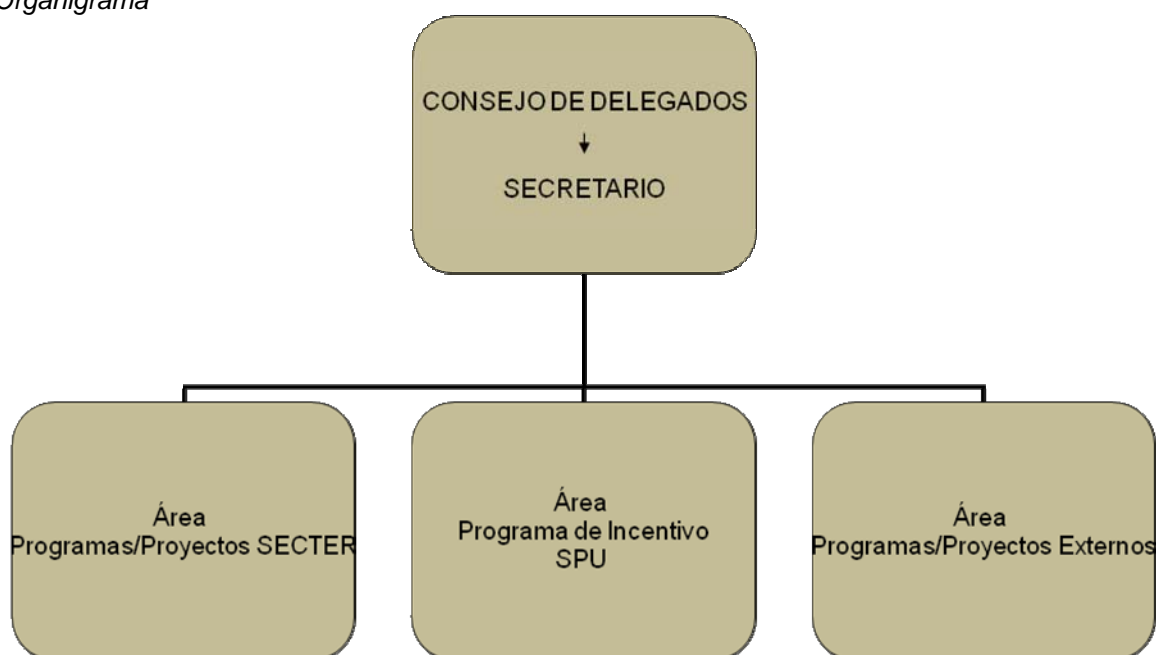 Organigrama
CONSEJO DE DELEGADOS
SECRETARIO
Área
Programas/Proyectos SECTER
Área
Programa de Incentivo
SPU
Área
Programas/Proyectos Externos